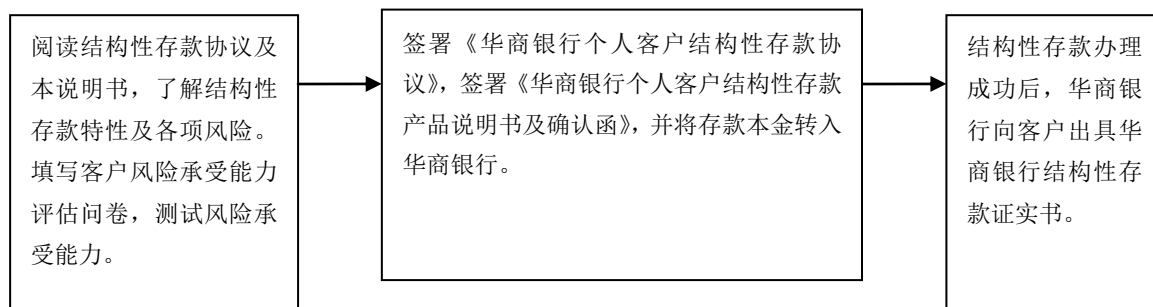 阅读结构性存款协议及
本说明书，了解结构性
存款特性及各项风险。
填写客户风险承受能力
评估问卷，测试风险承
受能力。
签署《华商银行个人客户结构性存款协
议》，签署《华商银行个人客户结构性存款
产品说明书及确认函》，并将存款本金转入
华商银行。
结构性存款办理
成功后，华商银
行向客户出具华
商银行结构性存
款证实书。